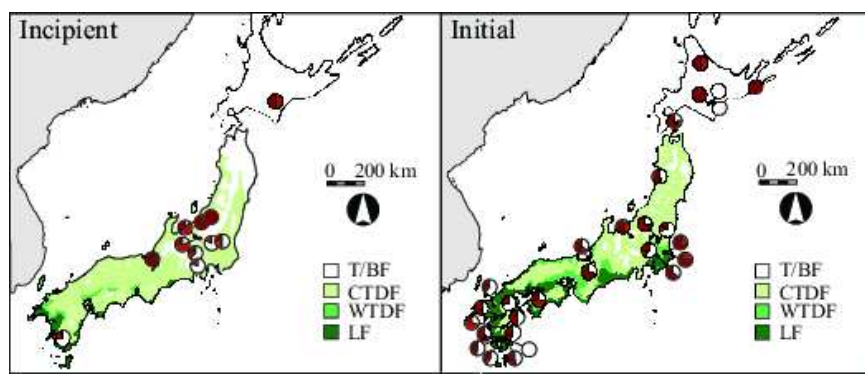 Incipient
0 200 km
T/BF
CTDF
WTDF
LF
Initial
0 200 km
T/BF
CTDF
WTDF
LF